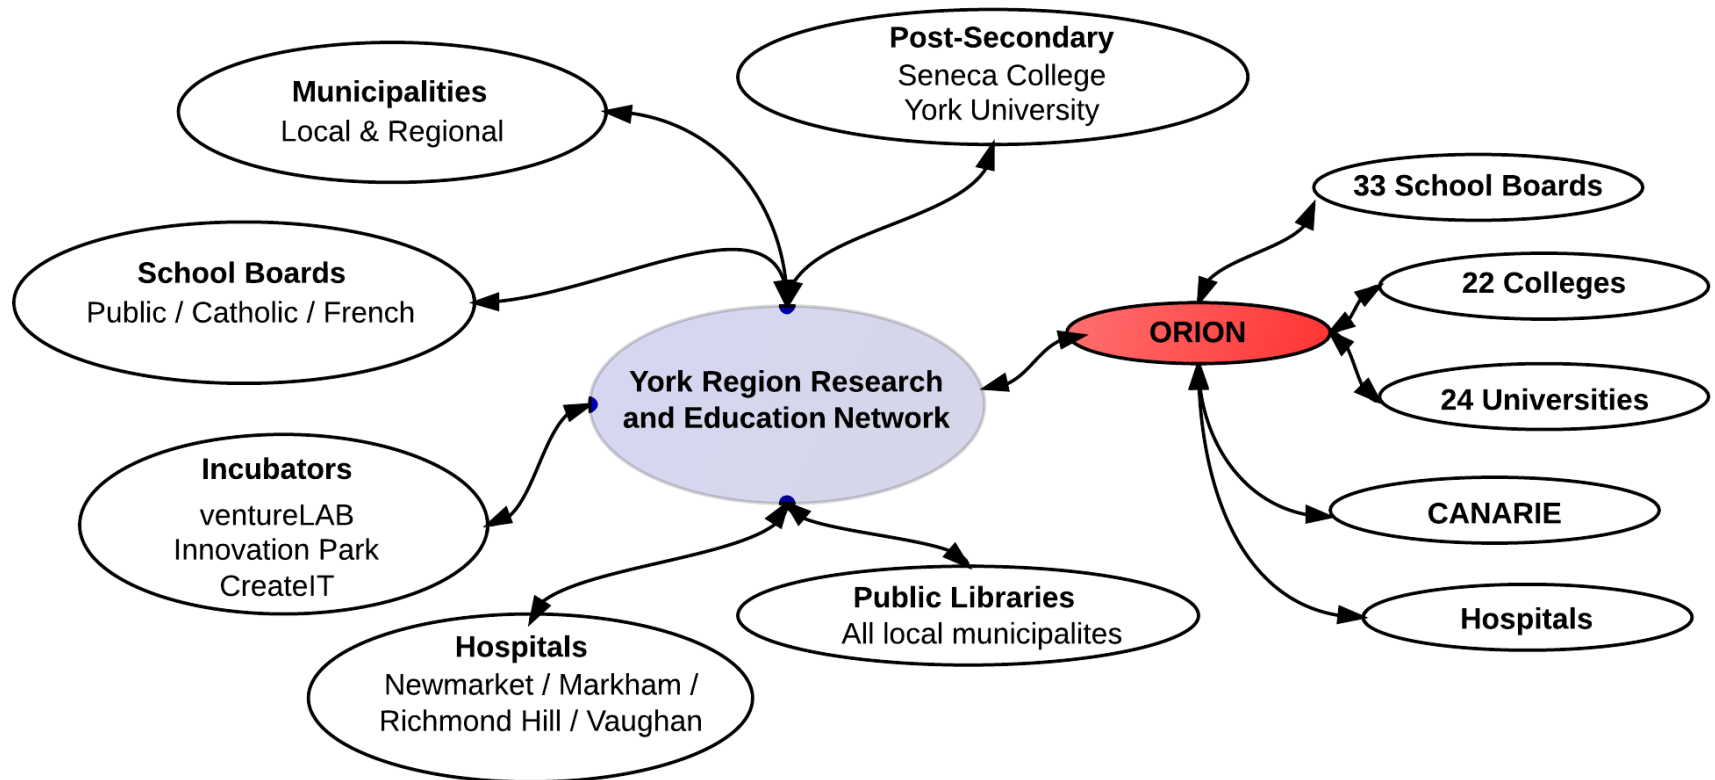 Post-Secondary
Seneca College
York University
Municipalities
Local & Regional
33 School Boards
School Boards
Public / Catholic / French
22 Colleges
ORION
York Region Research
and Education Network
24 Universities
Incubators
ventureLAB
Innovation Park
CreateIT
CANARIE
Public Libraries
All local municipalites
Hospitals
Hospitals
Newmarket / Markham /
Richmond Hill / Vaughan